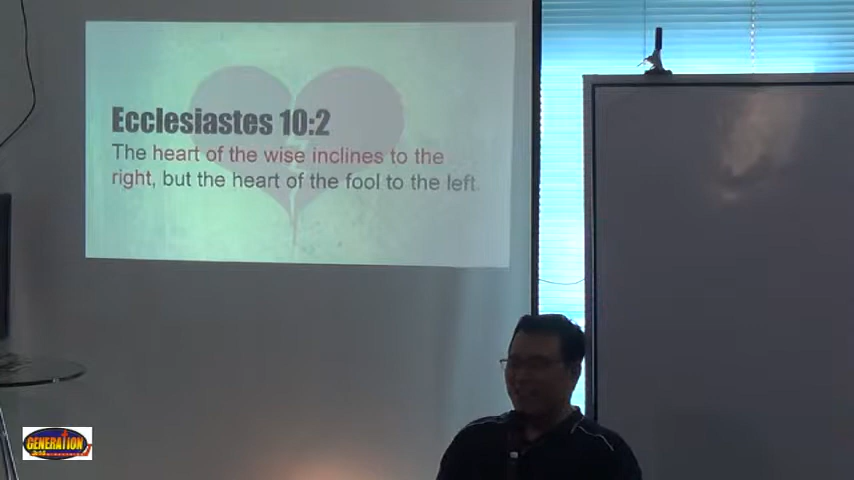 Ecclesiastes 10:2
The heart of the wise inclines to the
right, but the heart of the fool to the left.
GENERATION